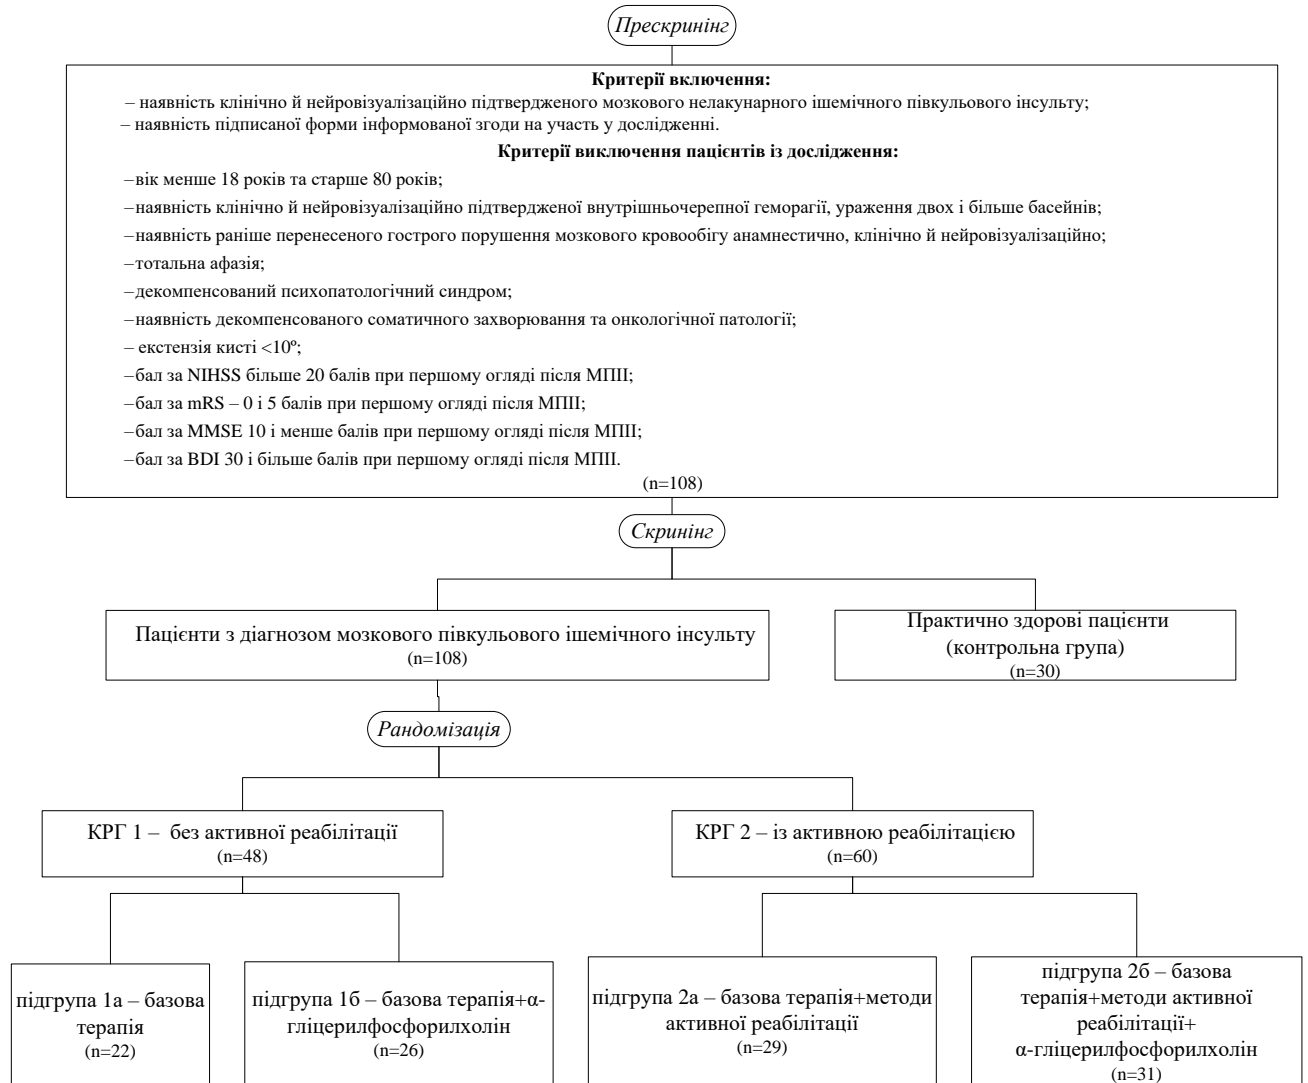 Прескринінг
Критерії включення:
– наявність клінічно й нейровізуалізаційно підтвердженого мозкового нелакунарного ішемічного півкульового інсульту;
– наявність підписаної форми інформованої згоди на участь у дослідженні.
Критерії виключення пацієнтів із дослідження:
–вік менше 18 років та старше 80 років;
–наявність клінічно й нейровізуалізаційно підтвердженої внутрішньочерепної геморагії, ураження двох і більше басейнів;
–наявність раніше перенесеного гострого порушення мозкового кровообігу анамнестично, клінічно й нейровізуалізаційно;
–тотальна афазія;
–декомпенсований психопатологічний синдром;
–наявність декомпенсованого соматичного захворювання та онкологічної патології;
– екстензія кисті <10º;
–бал за NIHSS більше 20 балів при першому огляді після МПІІ;
–бал за mRS – 0 і 5 балів при першому огляді після МПІІ;
–бал за MMSE 10 і менше балів при першому огляді після МПІІ;
–бал за BDI 30 і більше балів при першому огляді після МПІІ.
(n=108)
Скринінг
Пацієнти з діагнозом мозкового півкульового ішемічного інсульту
(n=108)
Практично здорові пацієнти
(контрольна група)
(n=30)
Рандомізація
КРГ 1 – без активної реабілітації
(n=48)
КРГ 2 – із активною реабілітацією
(n=60)
підгрупа 1а – базова
терапія
(n=22)
підгрупа 1б – базова терапія+α-
гліцерилфосфорилхолін
(n=26)
підгрупа 2а – базова терапія+методи
активної реабілітації
(n=29)
підгрупа 2б – базова
терапія+методи активної
реабілітації+
α-гліцерилфосфорилхолін
(n=31)